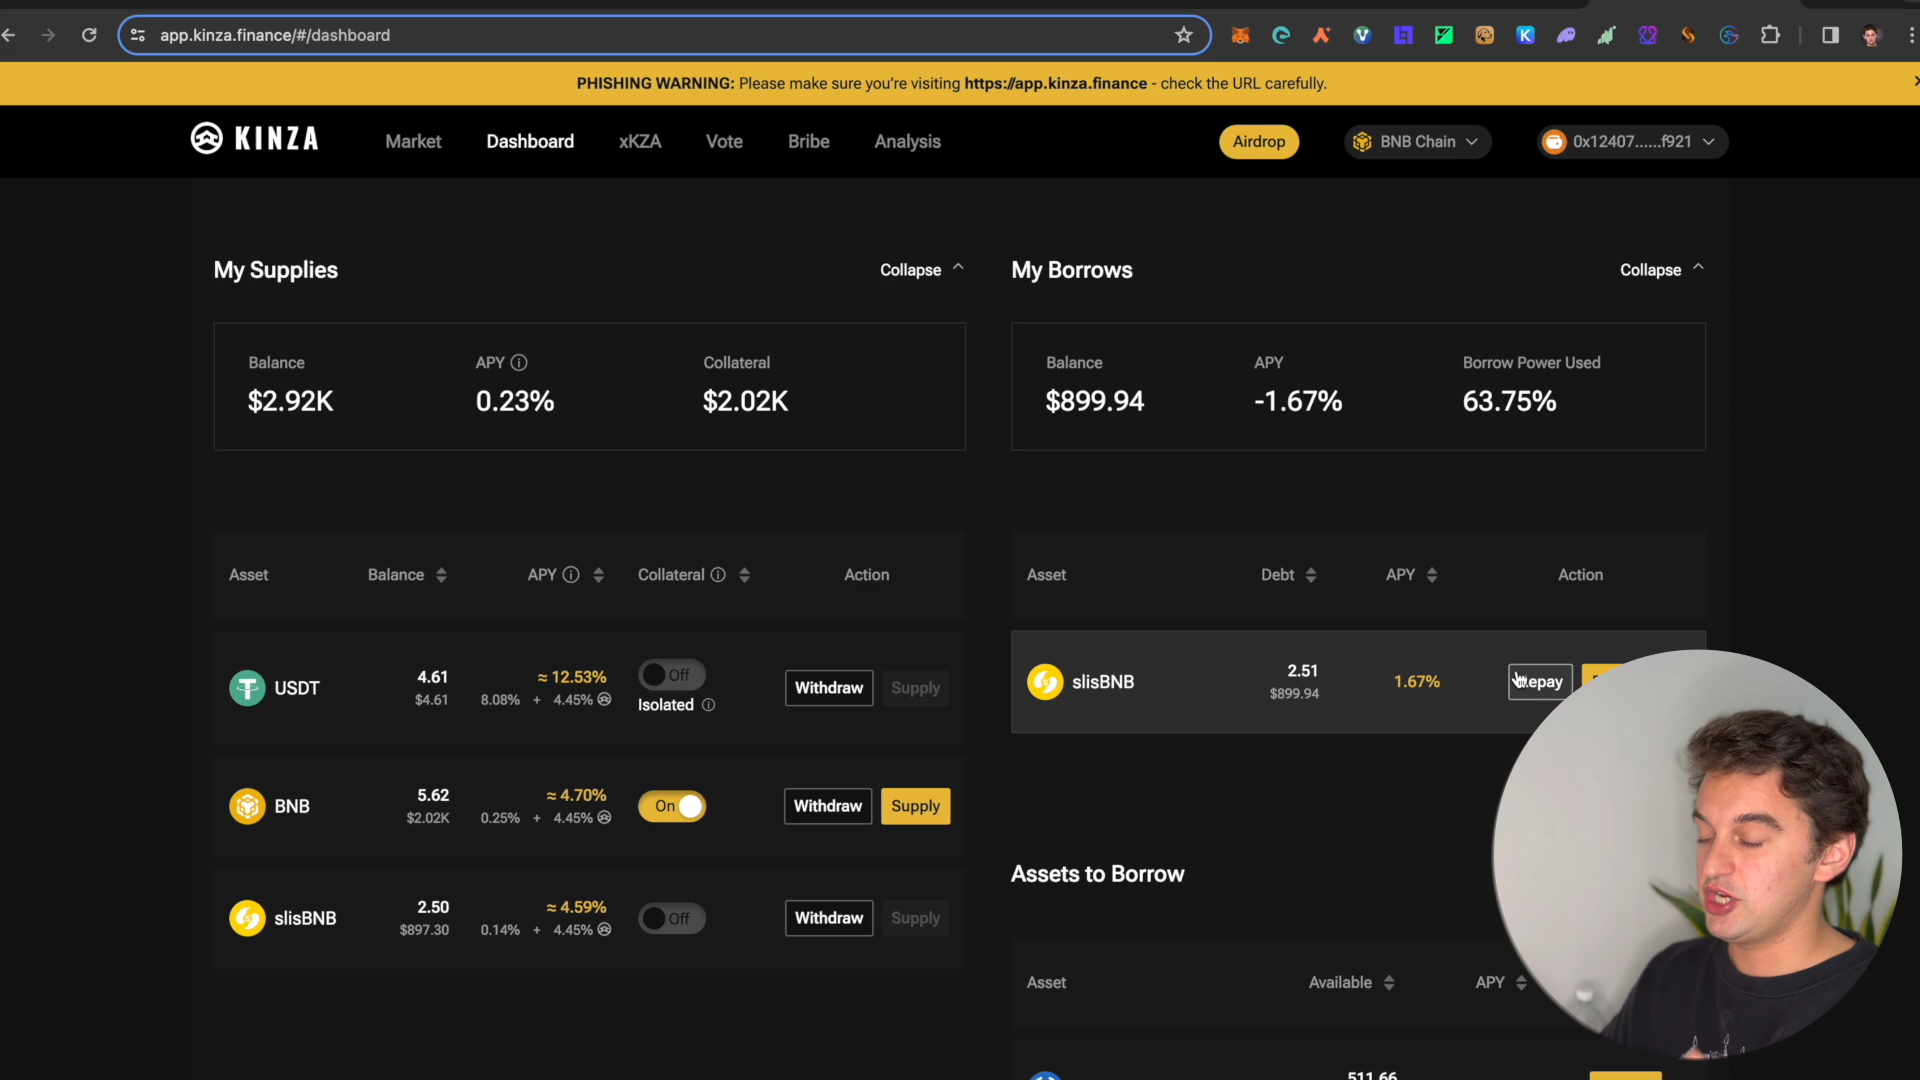 app.kinza.finance/#/dashboard
PHISHING WARNING: Please make sure you're visiting https://app.kinza.finance - check the URL carefully.
KINZA
Market
Dashboard
xKZA
Vote
Bribe
Analysis
Airdrop
BNB Chain
0x12407......f921
My Supplies
Collapse
Balance
APY
Collateral
$2.92K
0.23%
$2.02K
Asset
Balance
APY
Collateral
Action
USDT
4.61
$4.61
≈ 12.53%
8.08% + 4.45%
Off
Isolated
Withdraw
Supply
BNB
5.62
$2.02K
≈ 4.70%
0.25% + 4.45%
On
Withdraw
Supply
slisBNB
2.50
$897.30
≈ 4.59%
0.14% + 4.45%
Off
Withdraw
Supply
My Borrows
Collapse
Balance
APY
Borrow Power Used
$899.94
-1.67%
63.75%
Asset
Debt
APY
Action
slisBNB
2.51
$899.94
1.67%
Repay
Assets to Borrow
Asset
Available
APY
511.66